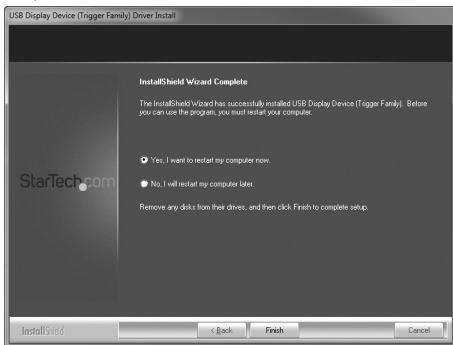 USB Display Device (Trigger Family) Driver Install
InstallShield Wizard Complete
The InstallShield Wizard has successfully installed USB Display Device (Trigger Family). Before
you can use the program, you must restart your computer.
Yes, I want to restart my computer now.
StarTech.com
No, I will restart my computer later.
Remove any disks from their drives, and then click Finish to complete setup.
InstallShield
< Back
Finish
Cancel